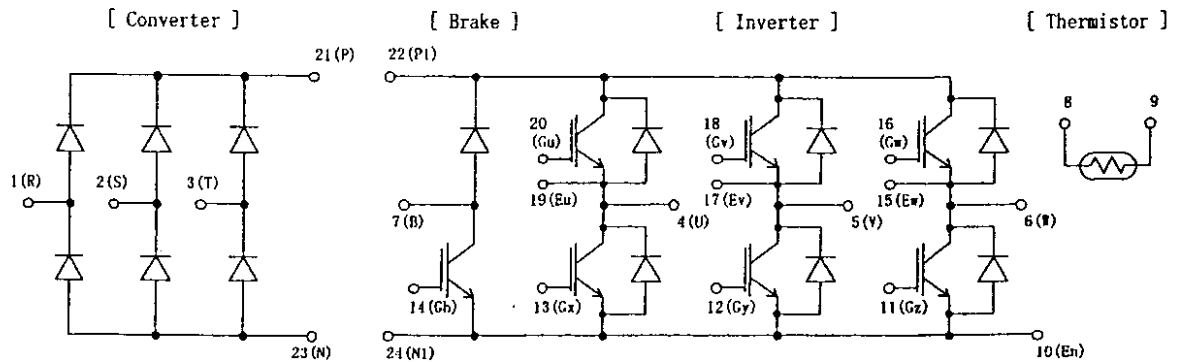 [ Converter ]
[ Brake ]
[ Inverter ]
[ Thermistor ]
21(P)
22(P1)
8
9
20
(Gu)
18
(Gv)
16
(Gw)
1(R)
2(S)
3(T)
19(Eu)
17(Ev)
15(Ew)
7(B)
4(U)
5(V)
6(W)
14(Gb)
13(Gx)
12(Gy)
11(Gz)
23(N)
24(N1)
10(En)